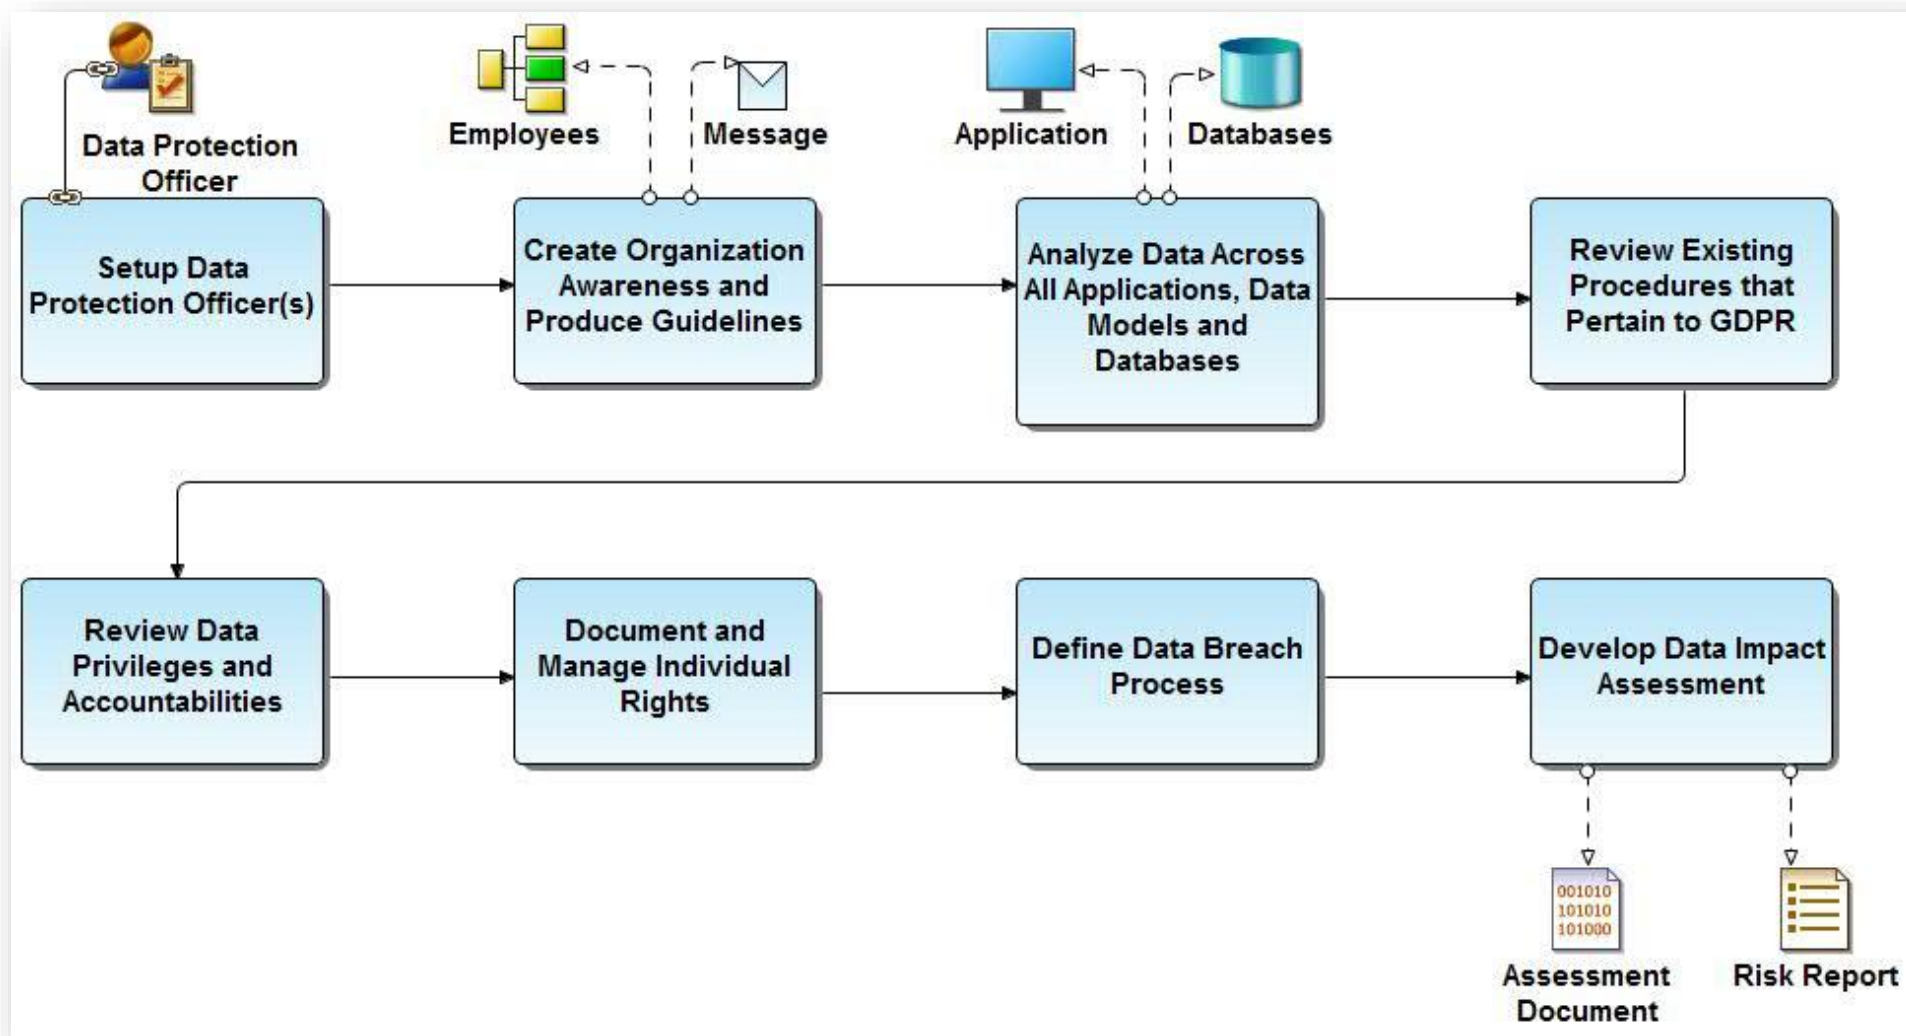 Data Protection
Officer
Employees
Message
Application
Databases
Setup Data
Protection Officer(s)
Create Organization
Awareness and
Produce Guidelines
Analyze Data Across
All Applications, Data
Models and
Databases
Review Existing
Procedures that
Pertain to GDPR
Review Data
Privileges and
Accountabilities
Document and
Manage Individual
Rights
Define Data Breach
Process
Develop Data Impact
Assessment
001010
101010
101000
Assessment
Document
Risk Report